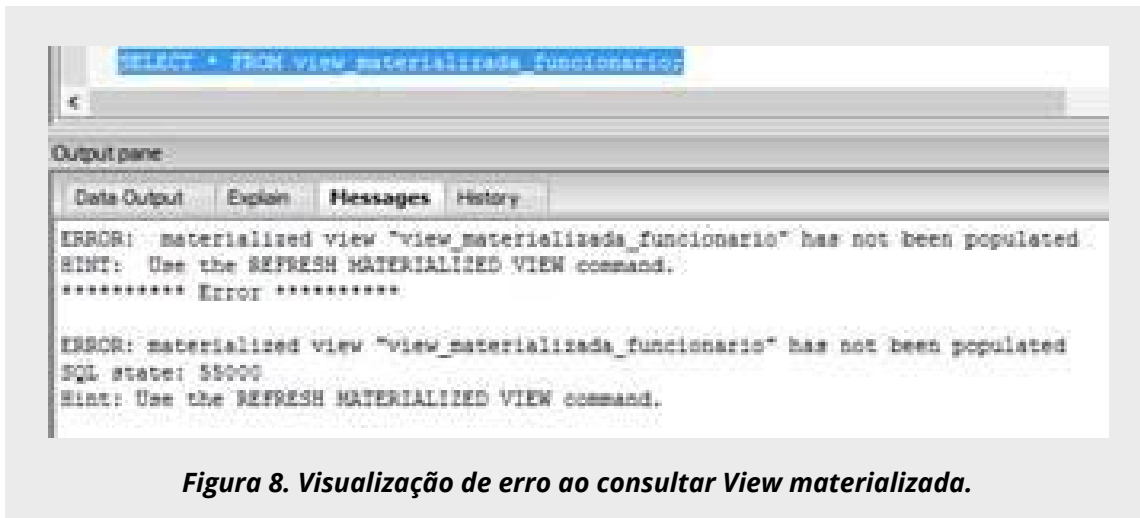 SELECT * FROM view_materializada_funcionario;
Output pane
Data Output Explain Messages History
ERROR: materialized view "view_materializada_funcionario" has not been populated
HINT: Use the REFRESH MATERIALIZED VIEW command.
********** Error **********
ERROR: materialized view "view_materializada_funcionario" has not been populated
SQL state: 55000
Hint: Use the REFRESH MATERIALIZED VIEW command.
Figura 8. Visualização de erro ao consultar View materializada.